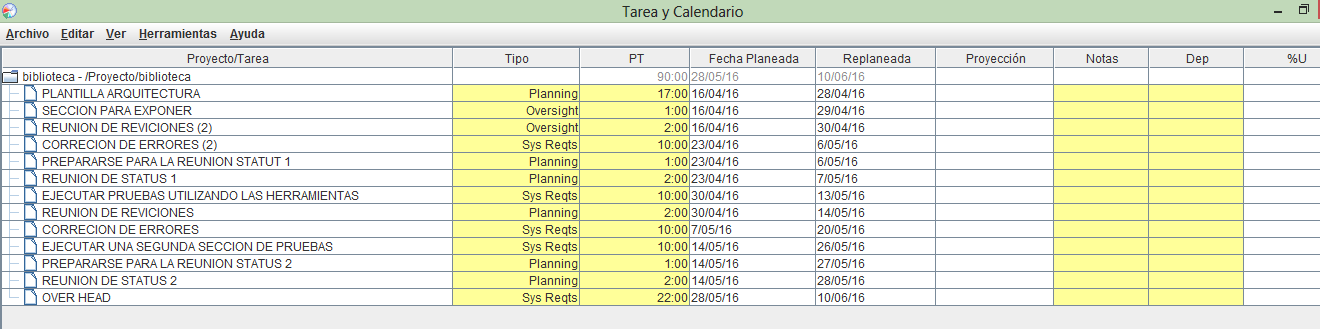 Tarea y Calendario
Archivo Editar Ver Herramientas Ayuda
Proyecto/Tarea Tipo PT Fecha Planeada Replaneada Proyección Notas Dep %U
biblioteca - /Proyecto/biblioteca 90:00 28/05/16 10/06/16
PLANTILLA ARQUITECTURA Planning 17:00 16/04/16 28/04/16
SECCION PARA EXPONER Oversight 1:00 16/04/16 29/04/16
REUNION DE REVICIONES (2) Oversight 2:00 16/04/16 30/04/16
CORRECION DE ERRORES (2) Sys Reqts 10:00 23/04/16 6/05/16
PREPARARSE PARA LA REUNION STATUT 1 Planning 1:00 23/04/16 6/05/16
REUNION DE STATUS 1 Planning 2:00 23/04/16 7/05/16
EJECUTAR PRUEBAS UTILIZANDO LAS HERRAMIENTAS Sys Reqts 10:00 30/04/16 13/05/16
REUNION DE REVICIONES Planning 2:00 30/04/16 14/05/16
CORRECION DE ERRORES Sys Reqts 10:00 7/05/16 20/05/16
EJECUTAR UNA SEGUNDA SECCION DE PRUEBAS Sys Reqts 10:00 14/05/16 26/05/16
PREPARARSE PARA LA REUNION STATUS 2 Planning 1:00 14/05/16 27/05/16
REUNION DE STATUS 2 Planning 2:00 14/05/16 28/05/16
OVER HEAD Sys Reqts 22:00 28/05/16 10/06/16